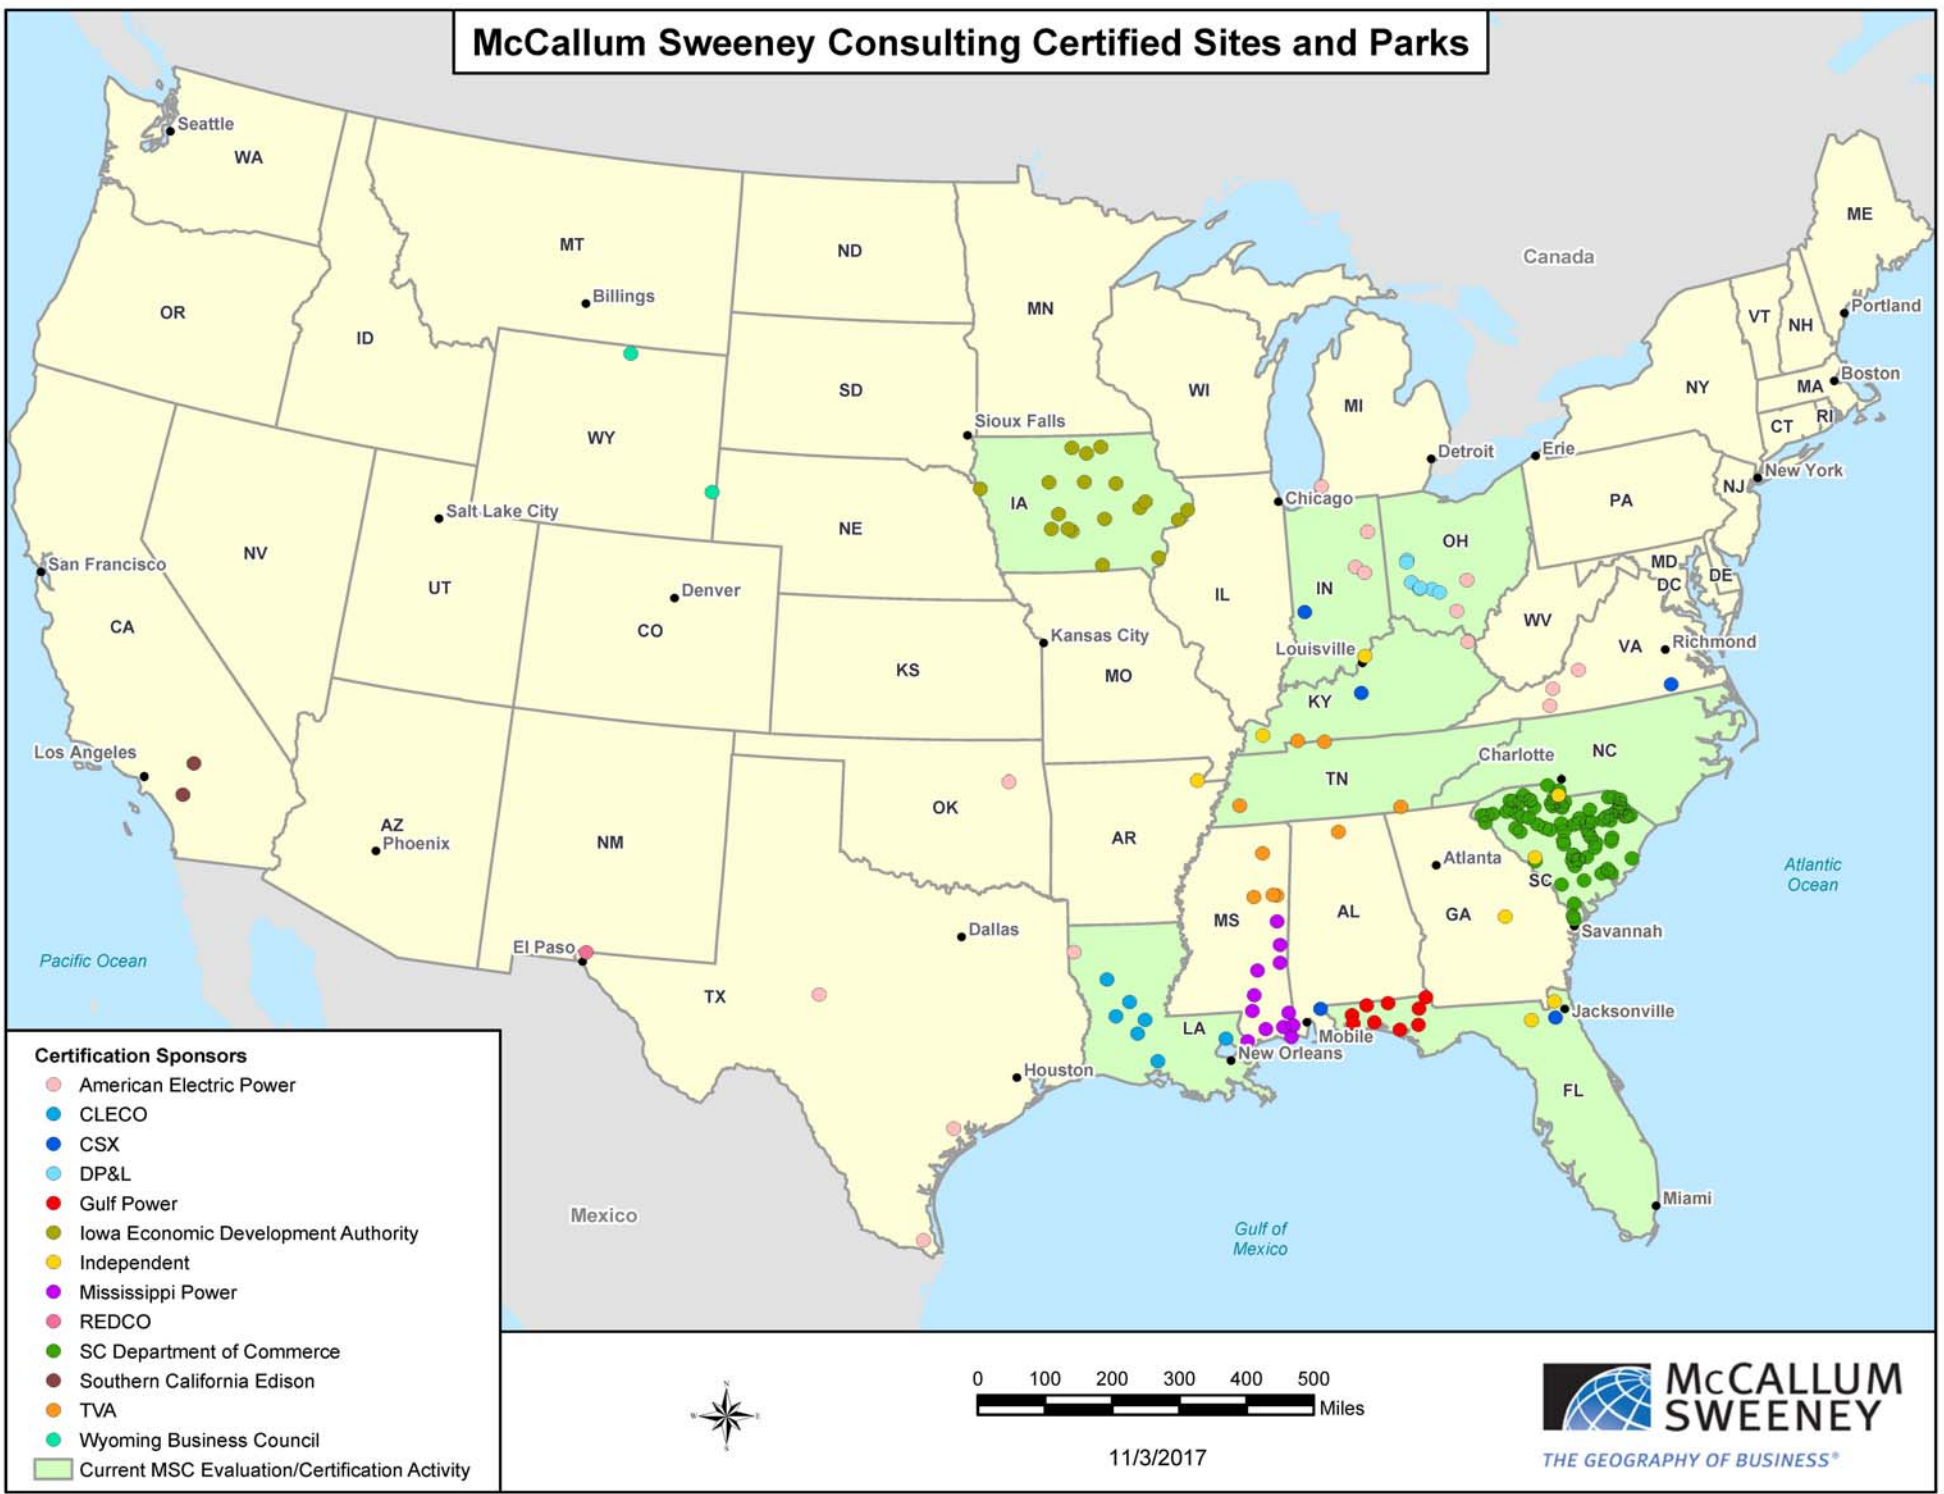 McCallum Sweeney Consulting Certified Sites and Parks
Seattle
WA
ME
MT
ND
Canada
Billings
MN
Portland
OR
VT
NH
ID
Boston
SD
WI
NY
MA
MI
RI
Sioux Falls
CT
WY
Detroit
Erie
New York
Chicago
NJ
PA
IA
Salt Lake City
NE
OH
NV
San Francisco
MD
DE
DC
UT
Denver
IN
IL
CA
CO
WV
Kansas City
Richmond
VA
Louisville
KS
MO
KY
Los Angeles
Charlotte
NC
TN
OK
AZ
AR
Phoenix
NM
Atlanta
Atlantic
Ocean
SC
AL
GA
MS
Dallas
Savannah
El Paso
Pacific Ocean
TX
Jacksonville
LA
Mobile
New Orleans
Houston
FL
Miami
Mexico
Gulf of
Mexico
Certification Sponsors
American Electric Power
CLECO
CSX
DP&L
Gulf Power
Iowa Economic Development Authority
Independent
Mississippi Power
REDCO
SC Department of Commerce
Southern California Edison
TVA
Wyoming Business Council
Current MSC Evaluation/Certification Activity
N
W E
S
0 100 200 300 400 500
Miles
11/3/2017
McCALLUM
SWEENEY
THE GEOGRAPHY OF BUSINESS®